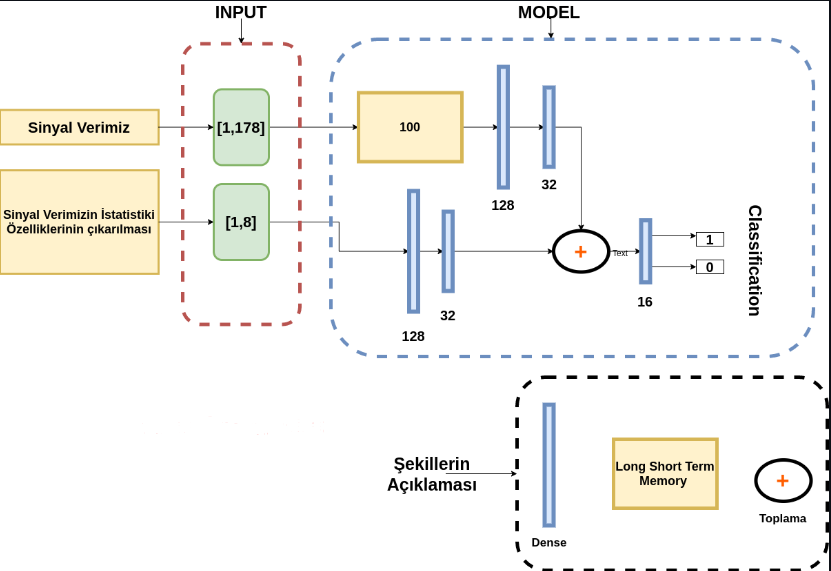 INPUT
MODEL
Sinyal Verimiz
[1,178]
100
128
32
Sinyal Verimizin İstatistiki
Özelliklerinin çıkarılması
[1,8]
128
32
+
Text
16
1
0
Classification
Şekillerin
Açıklaması
Dense
Long Short Term
Memory
+
Toplama